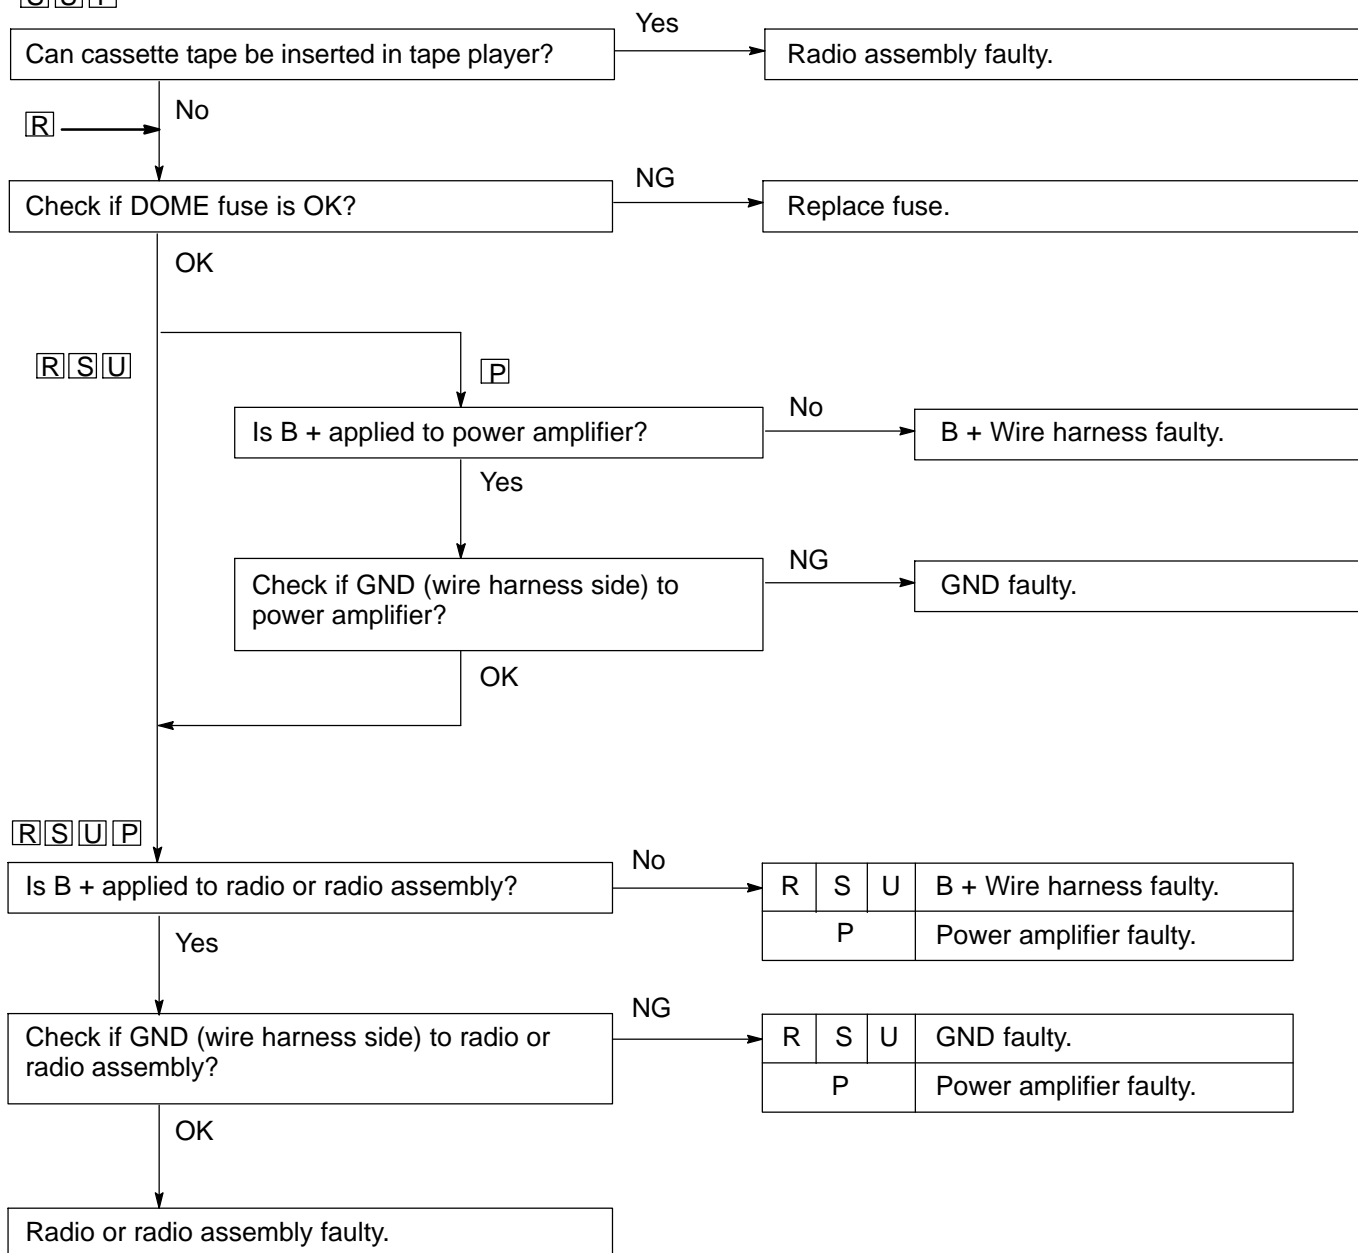 Yes
Can cassette tape be inserted in tape player?
Radio assembly faulty.
No
R
NG
Check if DOME fuse is OK?
Replace fuse.
OK
R S U
P
No
Is B + applied to power amplifier?
B + Wire harness faulty.
Yes
NG
Check if GND (wire harness side) to
power amplifier?
GND faulty.
OK
R S U P
No
Is B + applied to radio or radio assembly?
R S U B + Wire harness faulty.
P Power amplifier faulty.
Yes
NG
Check if GND (wire harness side) to radio or
radio assembly?
R S U GND faulty.
P Power amplifier faulty.
OK
Radio or radio assembly faulty.